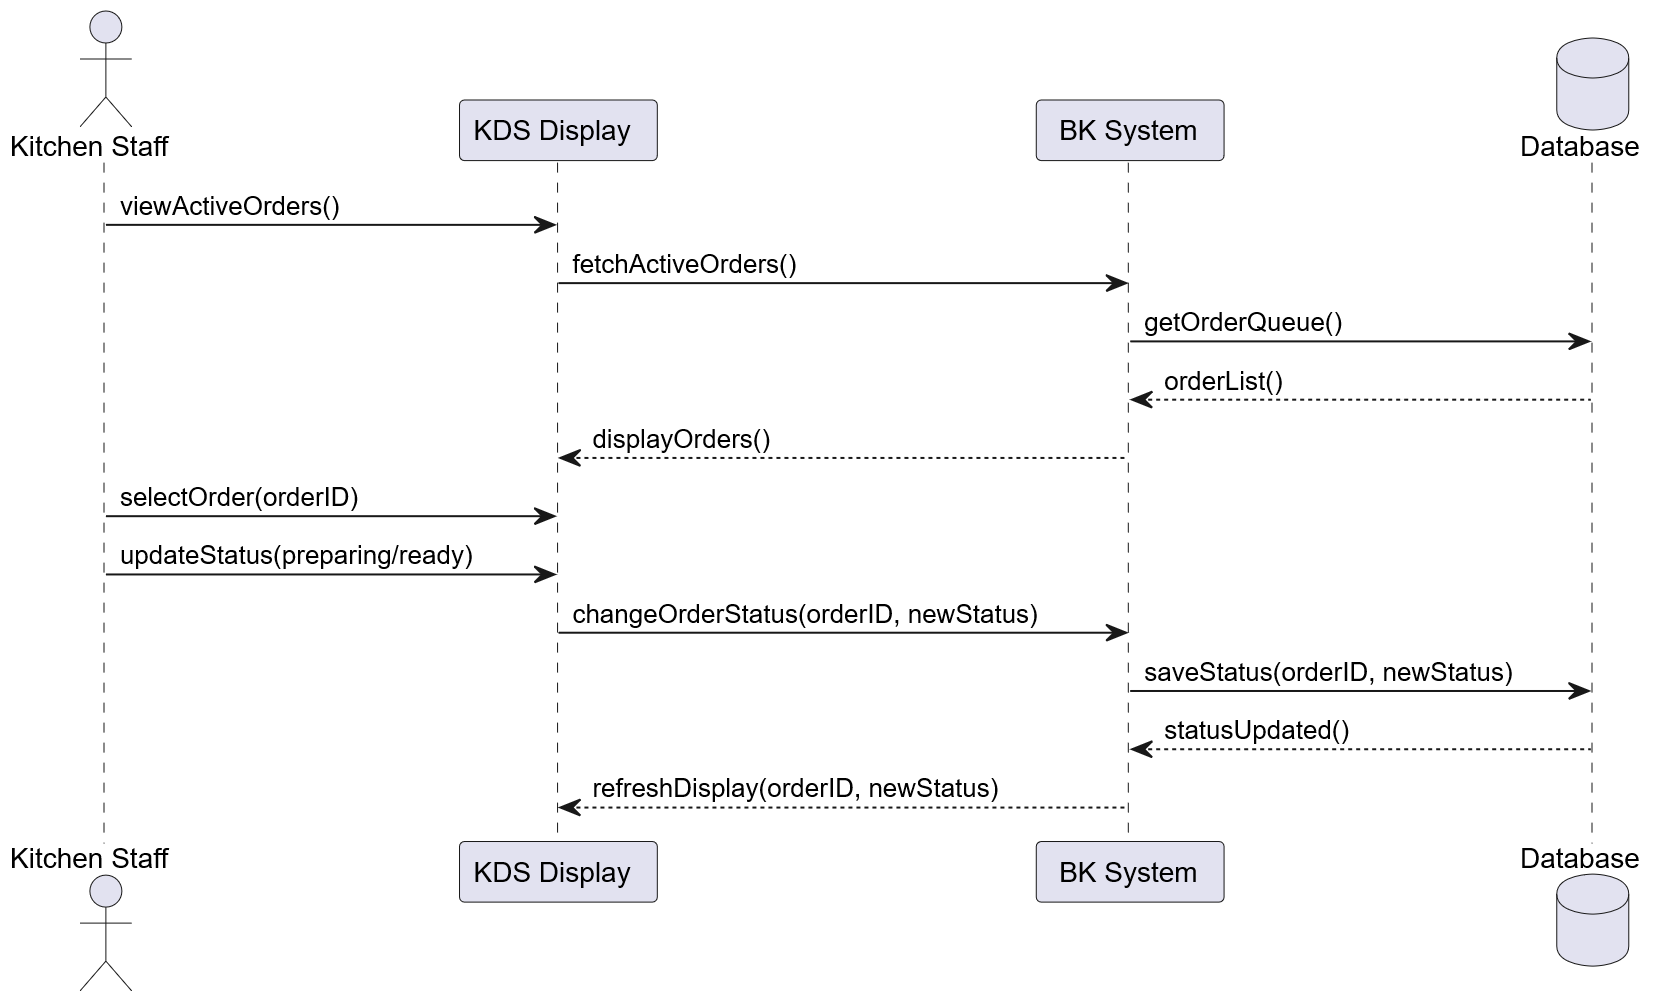 Kitchen Staff
KDS Display
BK System
Database
viewActiveOrders()
fetchActiveOrders()
getOrderQueue()
orderList()
displayOrders()
selectOrder(orderID)
updateStatus(preparing/ready)
changeOrderStatus(orderID, newStatus)
saveStatus(orderID, newStatus)
statusUpdated()
refreshDisplay(orderID, newStatus)
Kitchen Staff
KDS Display
BK System
Database